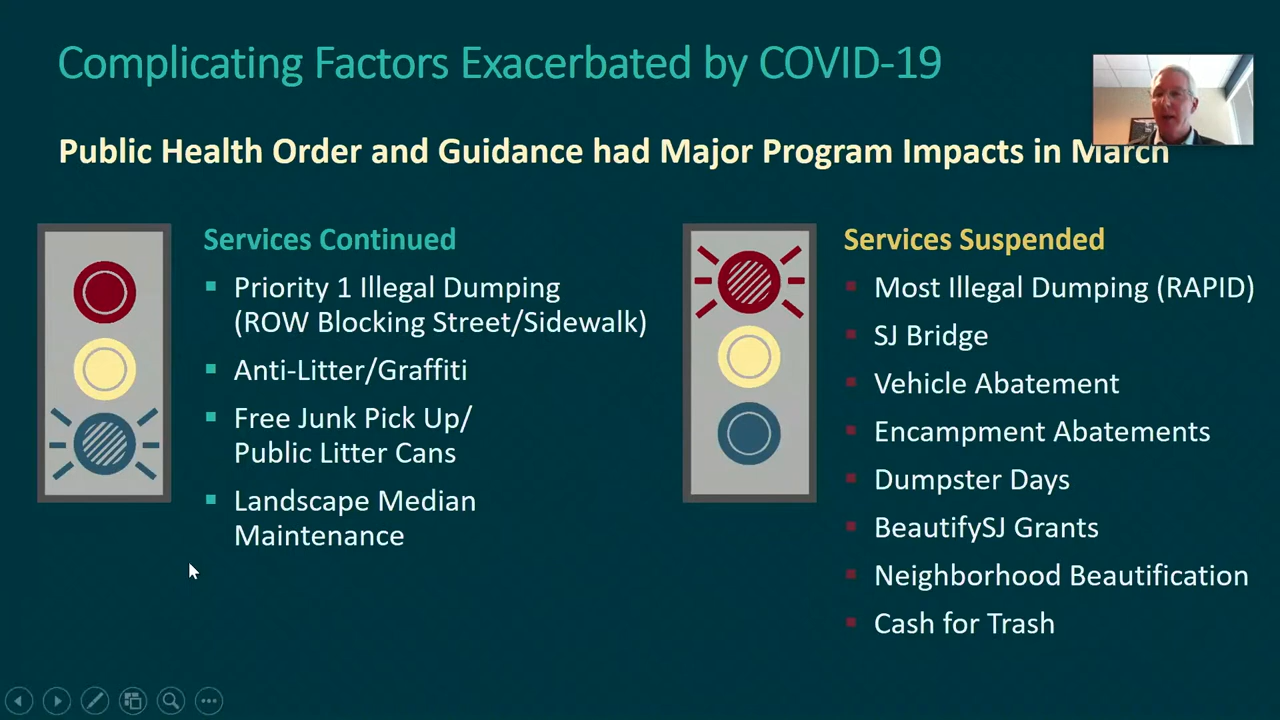 Complicating Factors Exacerbated by COVID-19
Public Health Order and Guidance had Major Program Impacts in March
Services Continued
Priority 1 Illegal Dumping
(ROW Blocking Street/Sidewalk)
Anti-Litter/Graffiti
Free Junk Pick Up/
Public Litter Cans
Landscape Median
Maintenance
Services Suspended
Most Illegal Dumping (RAPID)
SJ Bridge
Vehicle Abatement
Encampment Abatements
Dumpster Days
BeautifySJ Grants
Neighborhood Beautification
Cash for Trash